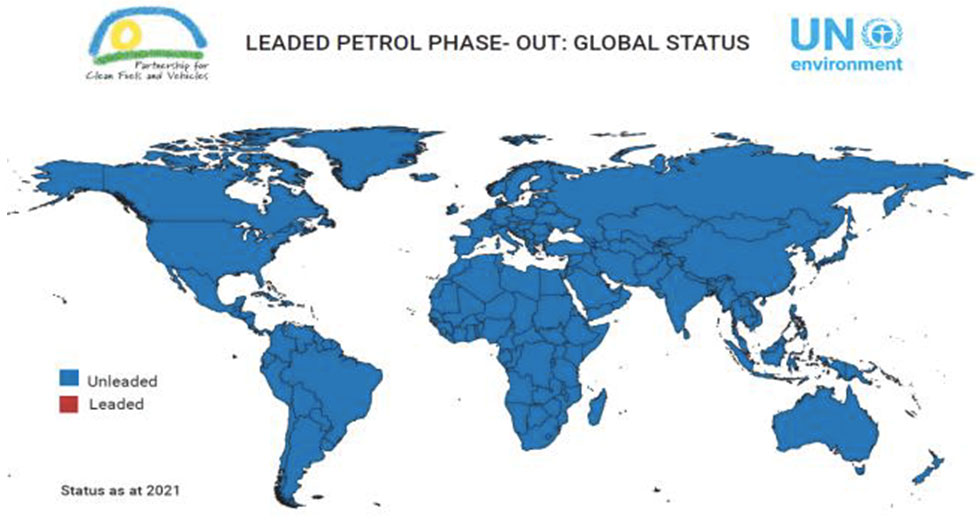 Partnership for
Clean Fuels and Vehicles
LEADED PETROL PHASE- OUT: GLOBAL STATUS
UN
environment
Unleaded
Leaded
Status as at 2021